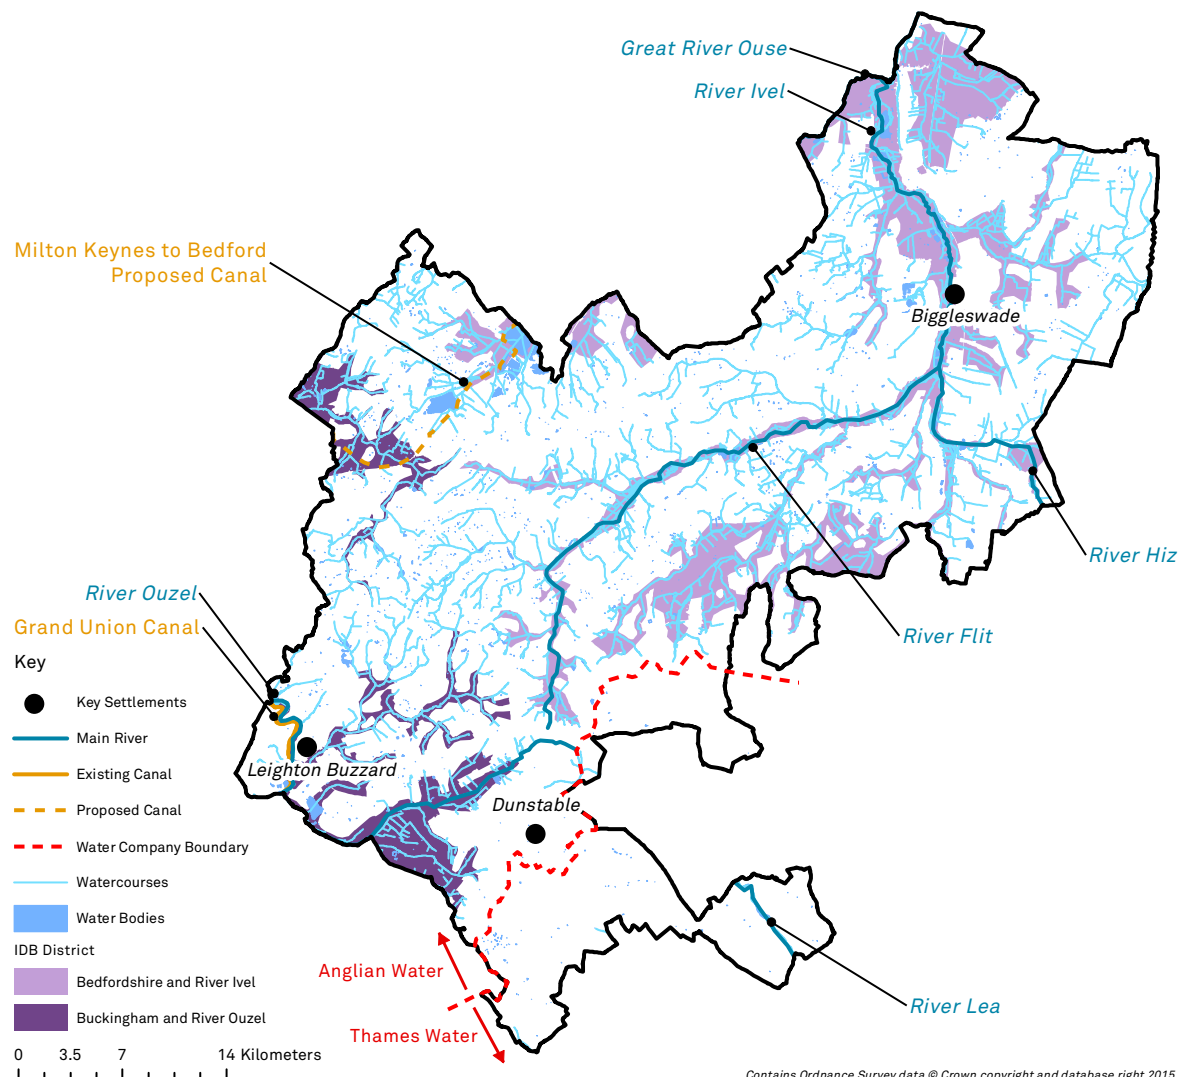 Great River Ouse
River Ivel
Milton Keynes to Bedford
Proposed Canal
Biggleswade
River Hiz
River Ouzel
Grand Union Canal
River Flit
Key
Key Settlements
Main River
Existing Canal
Proposed Canal
Water Company Boundary
Watercourses
Water Bodies
IDB District
Bedfordshire and River Ivel
Buckingham and River Ouzel
Leighton Buzzard
Dunstable
Anglian Water
Thames Water
River Lea
0 3.5 7 14 Kilometers
Contains Ordnance Survey data © Crown copyright and database right 2015